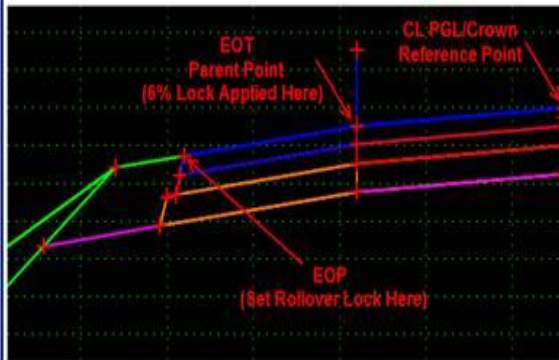 EOT
Parent Point
(6% Lock Applied Here)
CL PGL/Crown
Reference Point
EOP
(Set Rollover Lock Here)